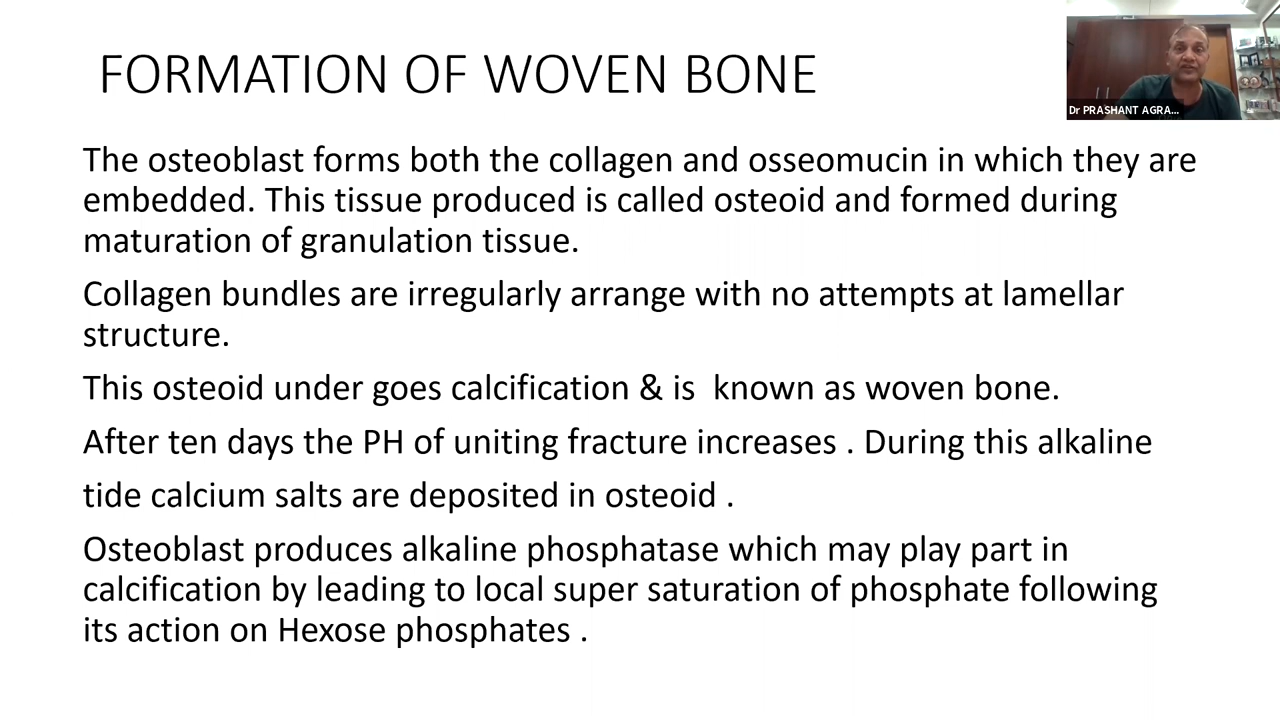 FORMATION OF WOVEN BONE
Dr PRASHANT AGRA...
The osteoblast forms both the collagen and osseomucin in which they are
embedded. This tissue produced is called osteoid and formed during
maturation of granulation tissue.
Collagen bundles are irregularly arrange with no attempts at lamellar
structure.
This osteoid under goes calcification & is  known as woven bone.
After ten days the PH of uniting fracture increases . During this alkaline
tide calcium salts are deposited in osteoid .
Osteoblast produces alkaline phosphatase which may play part in
calcification by leading to local super saturation of phosphate following
its action on Hexose phosphates .